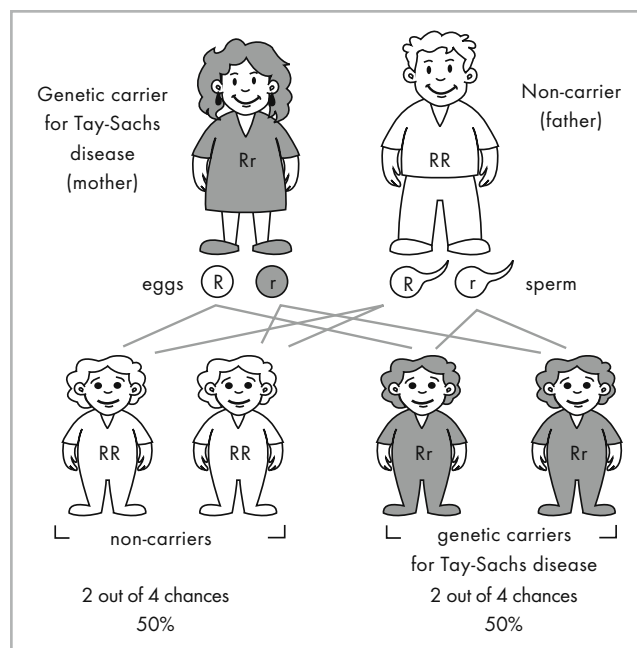 Genetic carrier
for Tay-Sachs
disease
(mother)
Non-carrier
(father)
Rr
RR
eggs
R
r
R
r
sperm
RR
RR
Rr
Rr
non-carriers
2 out of 4 chances
50%
genetic carriers
for Tay-Sachs disease
2 out of 4 chances
50%